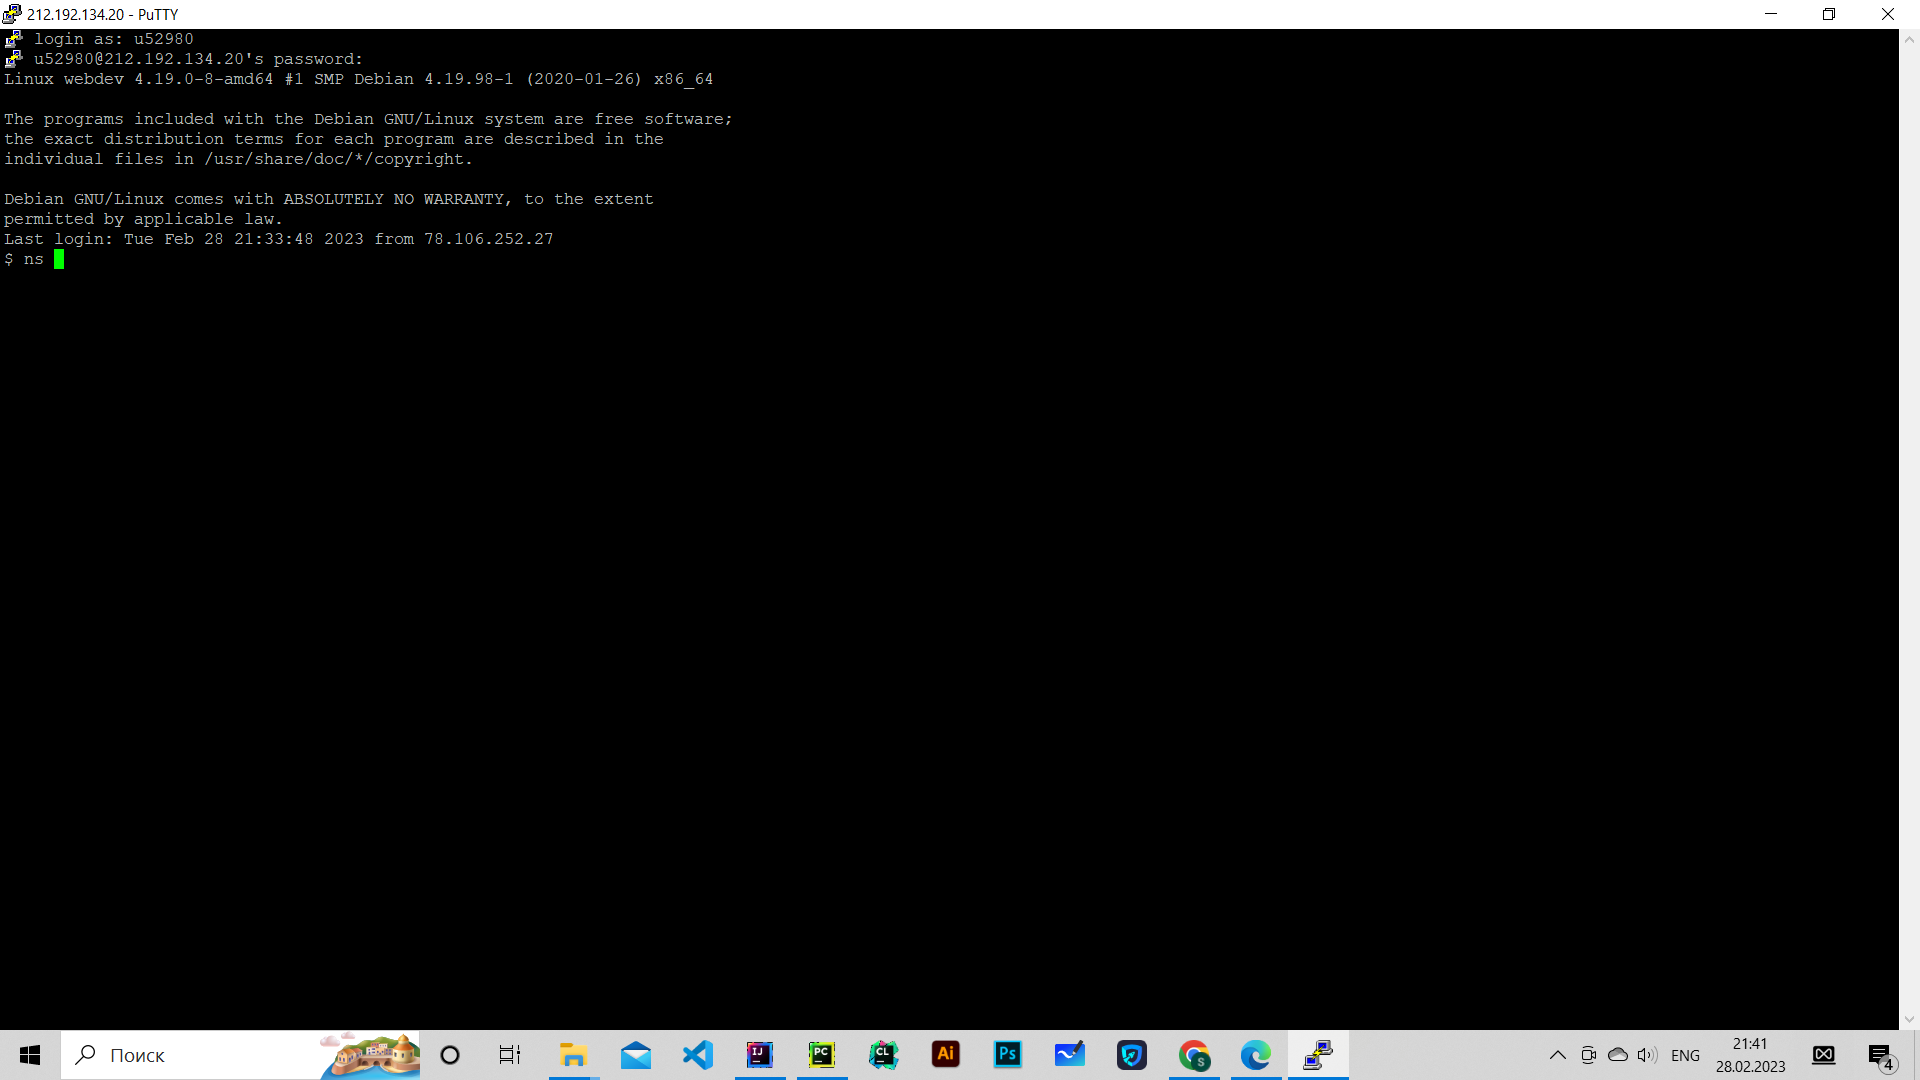 212.192.134.20 - PuTTY
login as: u52980
u52980@212.192.134.20's password:
Linux webdev 4.19.0-8-amd64 #1 SMP Debian 4.19.98-1 (2020-01-26) x86_64
The programs included with the Debian GNU/Linux system are free software;
the exact distribution terms for each program are described in the
individual files in /usr/share/doc/*/copyright.
Debian GNU/Linux comes with ABSOLUTELY NO WARRANTY, to the extent
permitted by applicable law.
Last login: Tue Feb 28 21:33:48 2023 from 78.106.252.27
$ ns
Поиск
IJ
PC
CL
Ai
Ps
S
ENG
21:41
28.02.2023
4